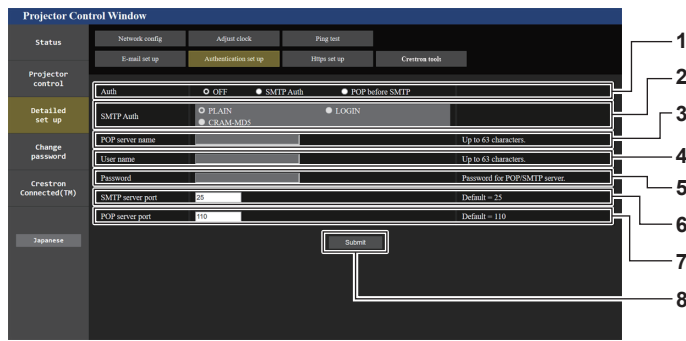 Projector Control Window
Status
Network config
Adjust clock
Ping test
E-mail set up
Authentication set up
Https set up
Crestron tools
Projector
control
Detailed
set up
Change
password
Crestron
Connected(TM)
Japanese
Auth OFF SMTP Auth POP before SMTP
SMTP Auth PLAIN LOGIN
CRAM-MD5
POP server name Up to 63 characters.
User name Up to 63 characters.
Password Password for POP/SMTP server.
SMTP server port 25 Default = 25
POP server port 110 Default = 110
Submit
1
2
3
4
5
6
7
8